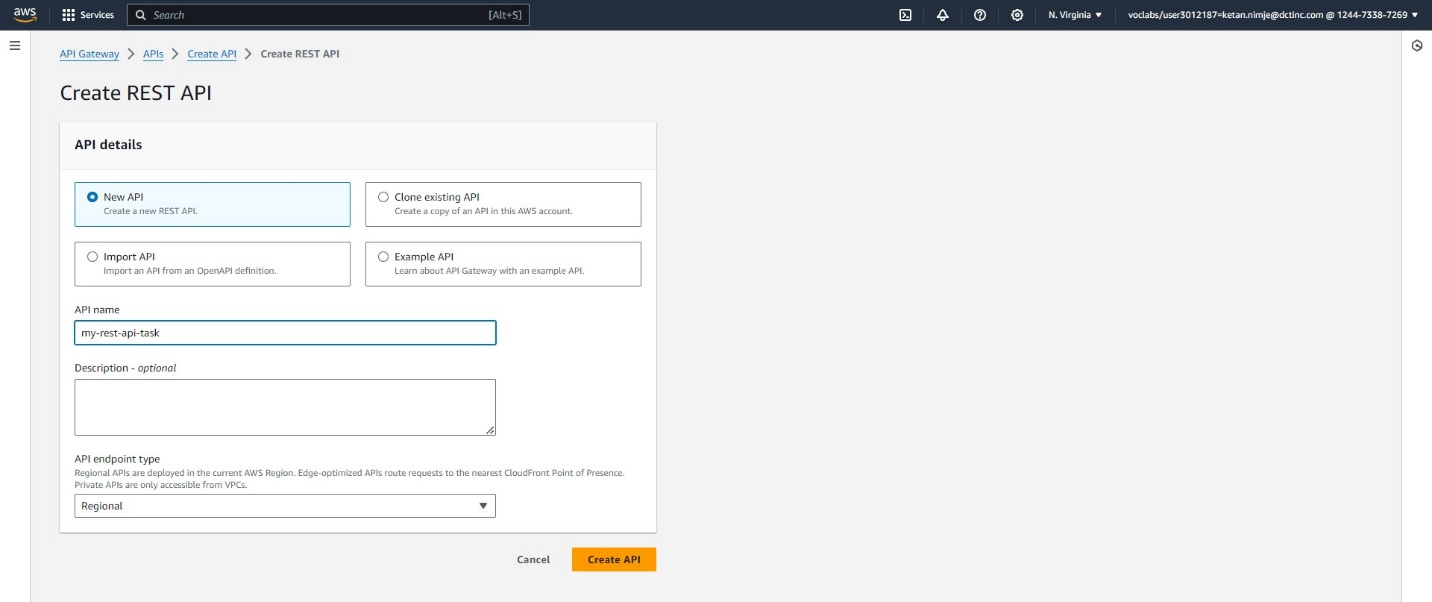 aws Services Search [Alt+S] N. Virginia voclabs/user3012187=ketan.nimje@dctinc.com @ 1244-7338-7269
API Gateway APIs Create API Create REST API
Create REST API
API details
New API
Create a new REST API.
Clone existing API
Create a copy of an API in this AWS account.
Import API
Import an API from an OpenAPI definition.
Example API
Learn about API Gateway with an example API.
API name
my-rest-api-task
Description - optional
API endpoint type
Regional APIs are deployed in the current AWS Region. Edge-optimized APIs route requests to the nearest CloudFront Point of Presence.
Private APIs are only accessible from VPCs.
Regional
Cancel Create API